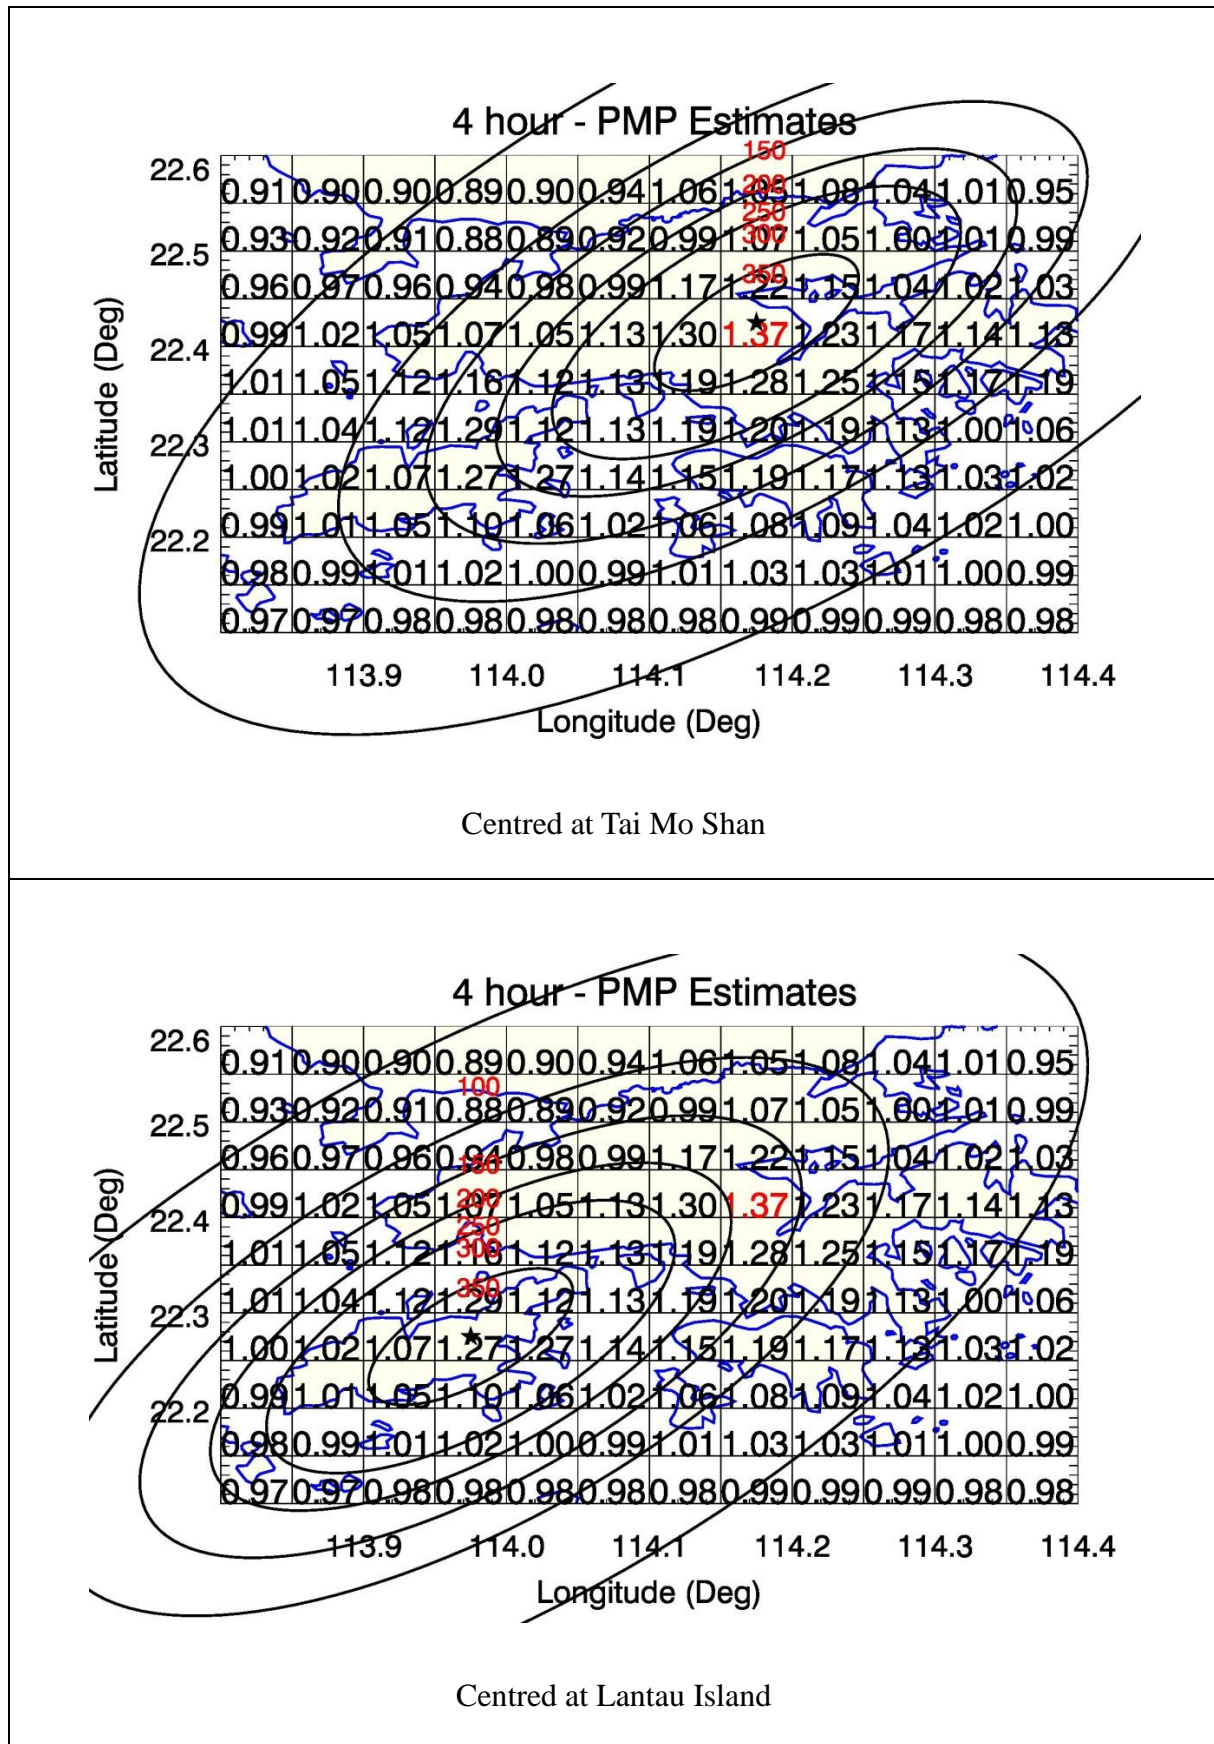 4 hour - PMP Estimates
150
22.6
0.91 0.90 0.90 0.89 0.90 0.94 1.06 1.05 1.08 1.04 1.01 0.95
200
250
300
0.93 0.92 0.91 0.88 0.89 0.92 0.99 1.07 1.05 1.00 1.01 0.99
22.5
350
0.96 0.97 0.96 0.94 0.98 0.99 1.17 1.22 1.15 1.04 1.02 1.03
0.99 1.02 1.05 1.07 1.05 1.13 1.30 1.37 1.23 1.17 1.14 1.13
22.4
1.01 1.05 1.12 1.16 1.12 1.13 1.19 1.28 1.25 1.15 1.17 1.19
Latitude (Deg)
1.01 1.04 1.12 1.29 1.12 1.13 1.19 1.20 1.19 1.13 1.00 1.06
22.3
1.00 1.02 1.07 1.27 1.27 1.14 1.15 1.19 1.17 1.13 1.03 1.02
0.99 1.01 1.05 1.10 1.06 1.02 1.06 1.08 1.09 1.04 1.02 1.00
22.2
0.98 0.99 1.01 1.02 1.00 0.99 1.01 1.03 1.03 1.01 1.00 0.99
0.97 0.97 0.98 0.98 0.98 0.98 0.98 0.99 0.99 0.99 0.98 0.98
113.9 114.0 114.1 114.2 114.3 114.4
Longitude (Deg)
Centred at Tai Mo Shan
4 hour - PMP Estimates
22.6
0.91 0.90 0.90 0.89 0.90 0.94 1.06 1.05 1.08 1.04 1.01 0.95
100
0.93 0.92 0.91 0.88 0.89 0.92 0.99 1.07 1.05 1.00 1.01 0.99
22.5
0.96 0.97 0.96 0.94 0.98 0.99 1.17 1.22 1.15 1.04 1.02 1.03
150
200
0.99 1.02 1.05 1.07 1.05 1.13 1.30 1.37 1.23 1.17 1.14 1.13
22.4
250
300
1.01 1.05 1.12 1.16 1.12 1.13 1.19 1.28 1.25 1.15 1.17 1.19
Latitude (Deg)
350
1.01 1.04 1.12 1.29 1.12 1.13 1.19 1.20 1.19 1.13 1.00 1.06
22.3
1.00 1.02 1.07 1.27 1.27 1.14 1.15 1.19 1.17 1.13 1.03 1.02
0.99 1.01 1.05 1.10 1.06 1.02 1.06 1.08 1.09 1.04 1.02 1.00
22.2
0.98 0.99 1.01 1.02 1.00 0.99 1.01 1.03 1.03 1.01 1.00 0.99
0.97 0.97 0.98 0.98 0.98 0.98 0.98 0.99 0.99 0.99 0.98 0.98
113.9 114.0 114.1 114.2 114.3 114.4
Longitude (Deg)
Centred at Lantau Island